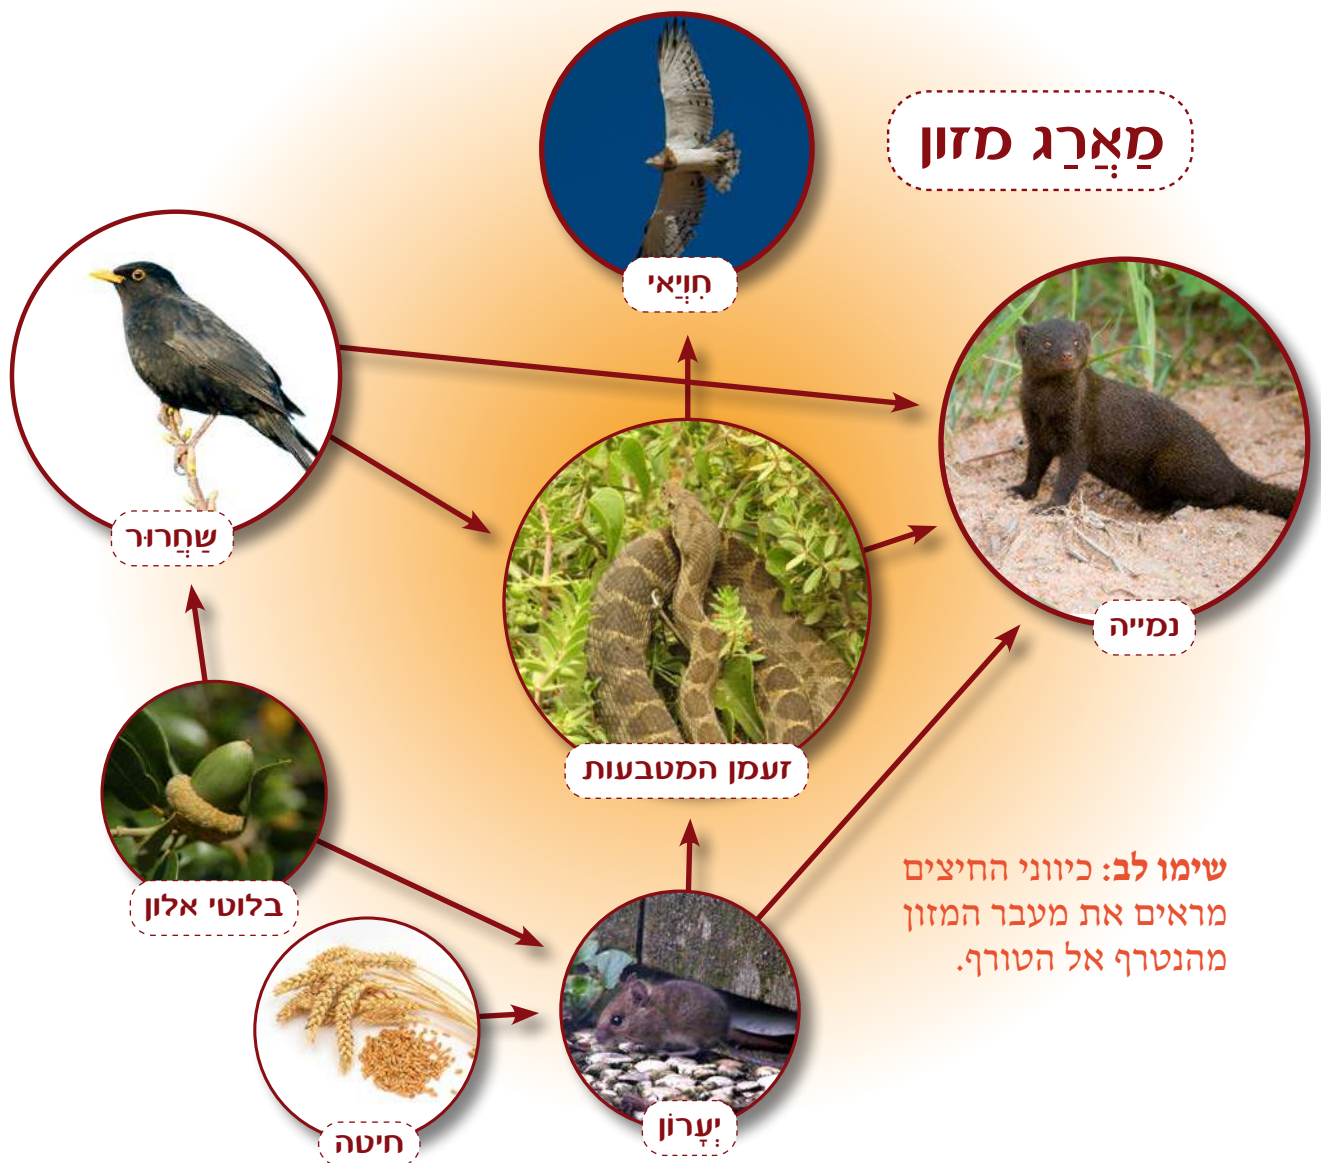 מַאֲרַג מזון
חִוְיַאי
שַׁחֲרוּר
נמייה
זעמן המטבעות
בלוטי אלון
שימו לב: כיווני החיצים
מראים את מעבר המזון
מהנטרף אל הטורף.
יְעָרוֹן
חיטה